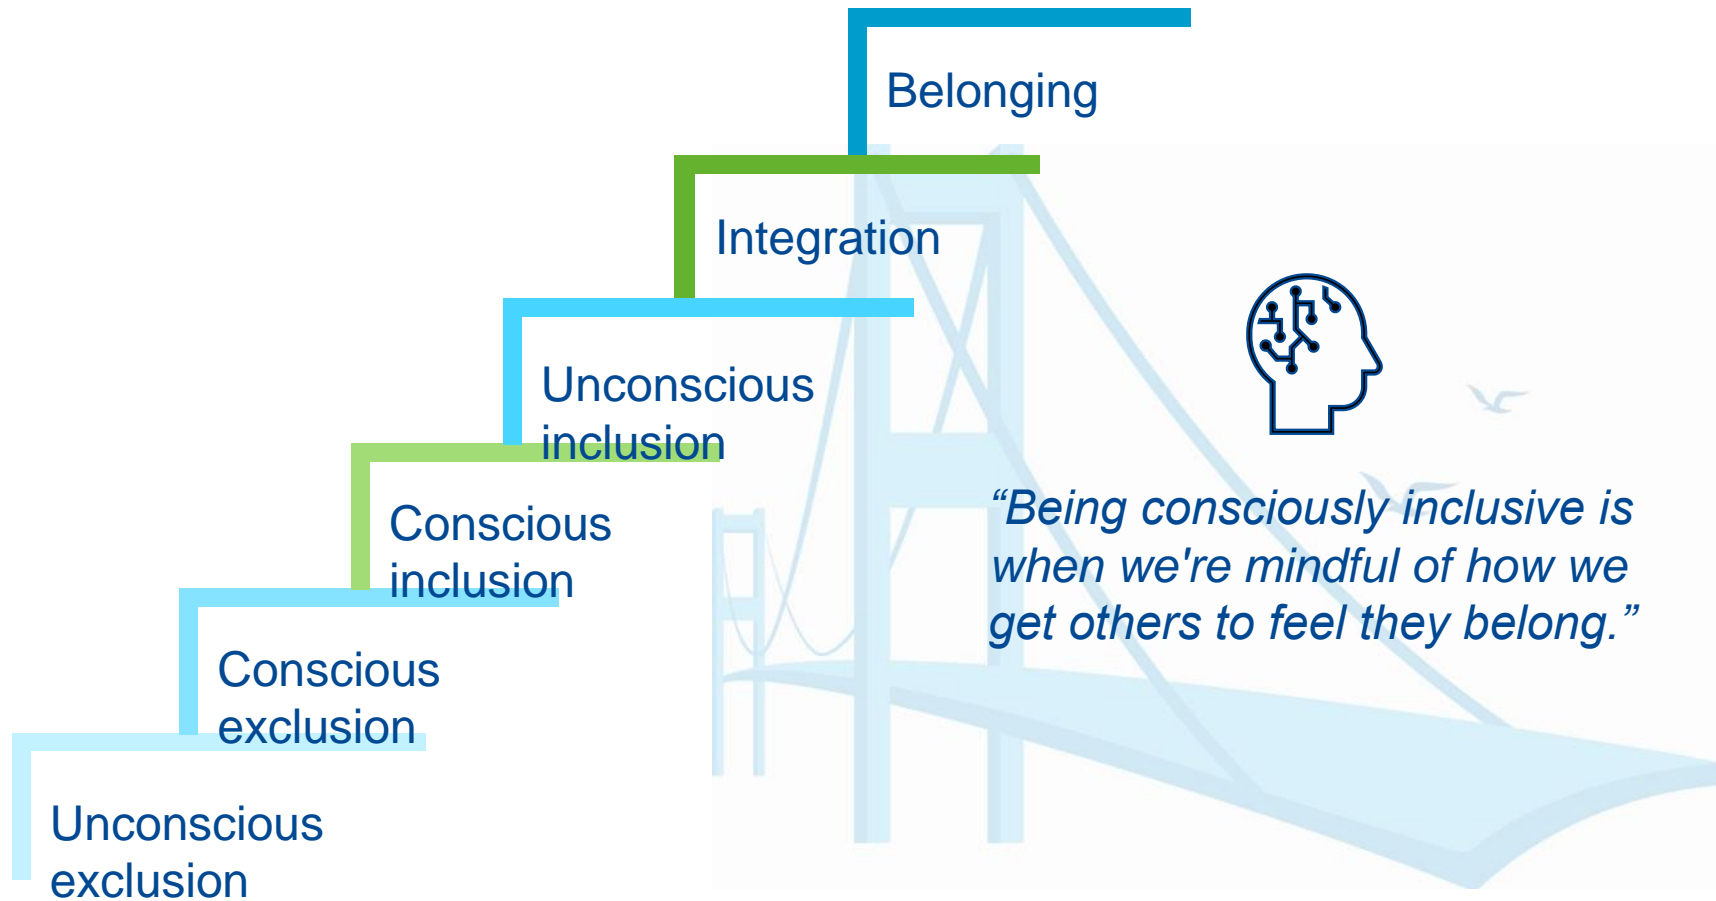 Belonging
Integration
Unconscious
inclusion
Conscious
inclusion
Conscious
exclusion
Unconscious
exclusion
“Being consciously inclusive is
when we're mindful of how we
get others to feel they belong.”